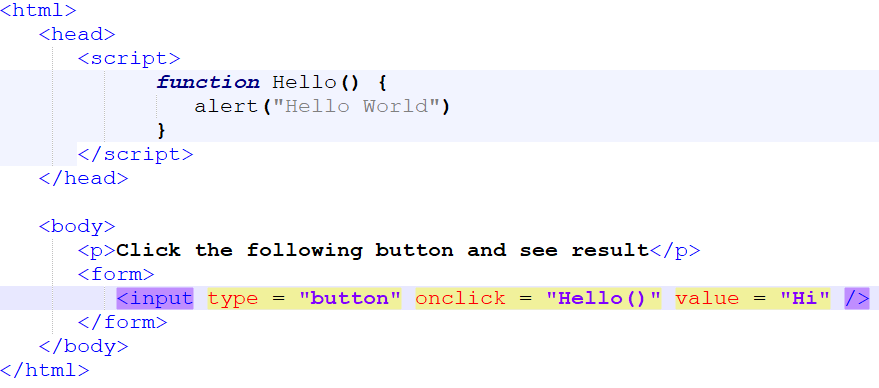 <html>
<head>
<script>
function Hello() {
alert("Hello World")
}
</script>
</head>
<body>
<p>Click the following button and see result</p>
<form>
<input type = "button" onclick = "Hello()" value = "Hi" />
</form>
</body>
</html>